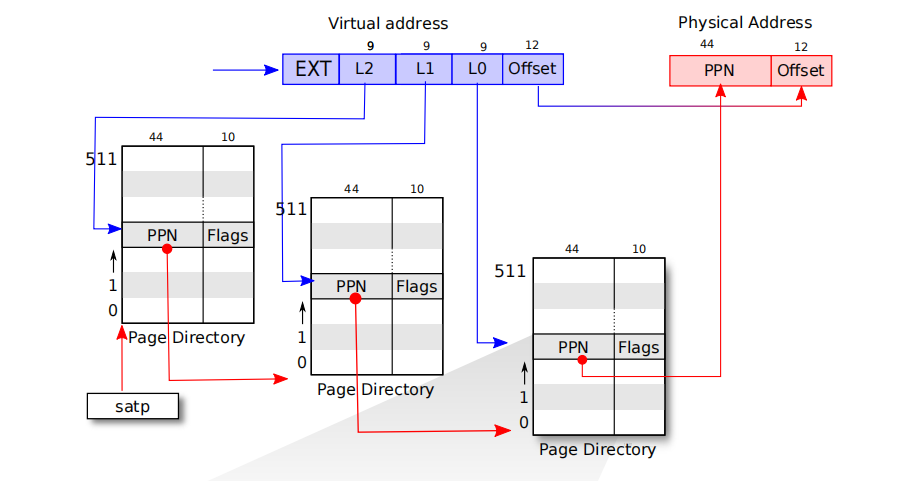 Virtual address
Physical Address
9 9 9 12
EXT L2 L1 L0 Offset
44 12
PPN Offset
44 10
511
PPN Flags
1
0
Page Directory
satp
44 10
511
PPN Flags
1
0
Page Directory
44 10
511
PPN Flags
1
0
Page Directory